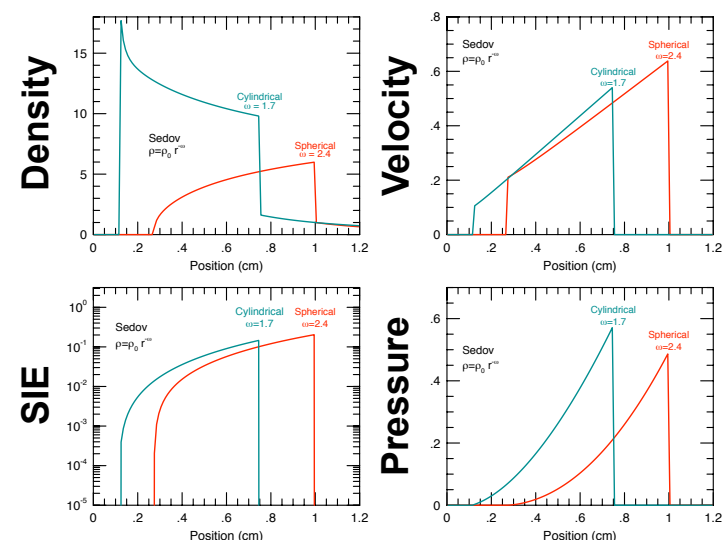 Density
15
10
5
0
0
.2
.4
.6
.8
1
1.2
Position (cm)
Sedov
ρ=ρ₀ r⁻ω
Cylindrical
ω = 1.7
Spherical
ω = 2.4
Velocity
.8
.6
.4
.2
0
0
.2
.4
.6
.8
1
1.2
Position (cm)
Sedov
ρ=ρ₀ r⁻ω
Cylindrical
ω=1.7
Spherical
ω=2.4
SIE
10⁰
10⁻¹
10⁻²
10⁻³
10⁻⁴
10⁻⁵
0
.2
.4
.6
.8
1
1.2
Position (cm)
Sedov
ρ=ρ₀ r⁻ω
Cylindrical
ω=1.7
Spherical
ω=2.4
Pressure
.6
.4
.2
0
0
.2
.4
.6
.8
1
1.2
Position (cm)
Sedov
ρ=ρ₀ r⁻ω
Cylindrical
ω=1.7
Spherical
ω=2.4